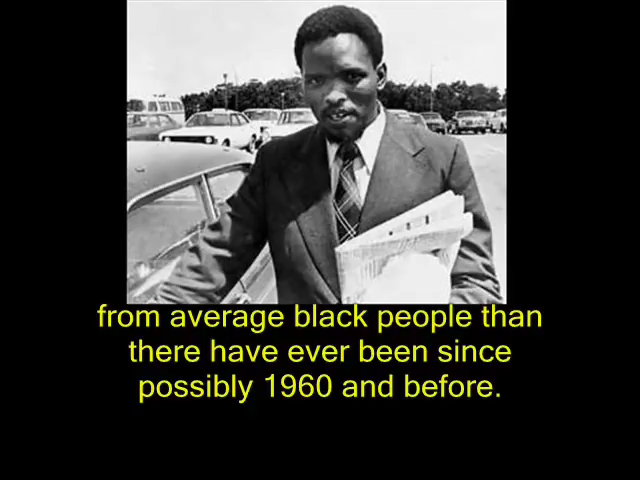 from average black people than
there have ever been since
possibly 1960 and before.